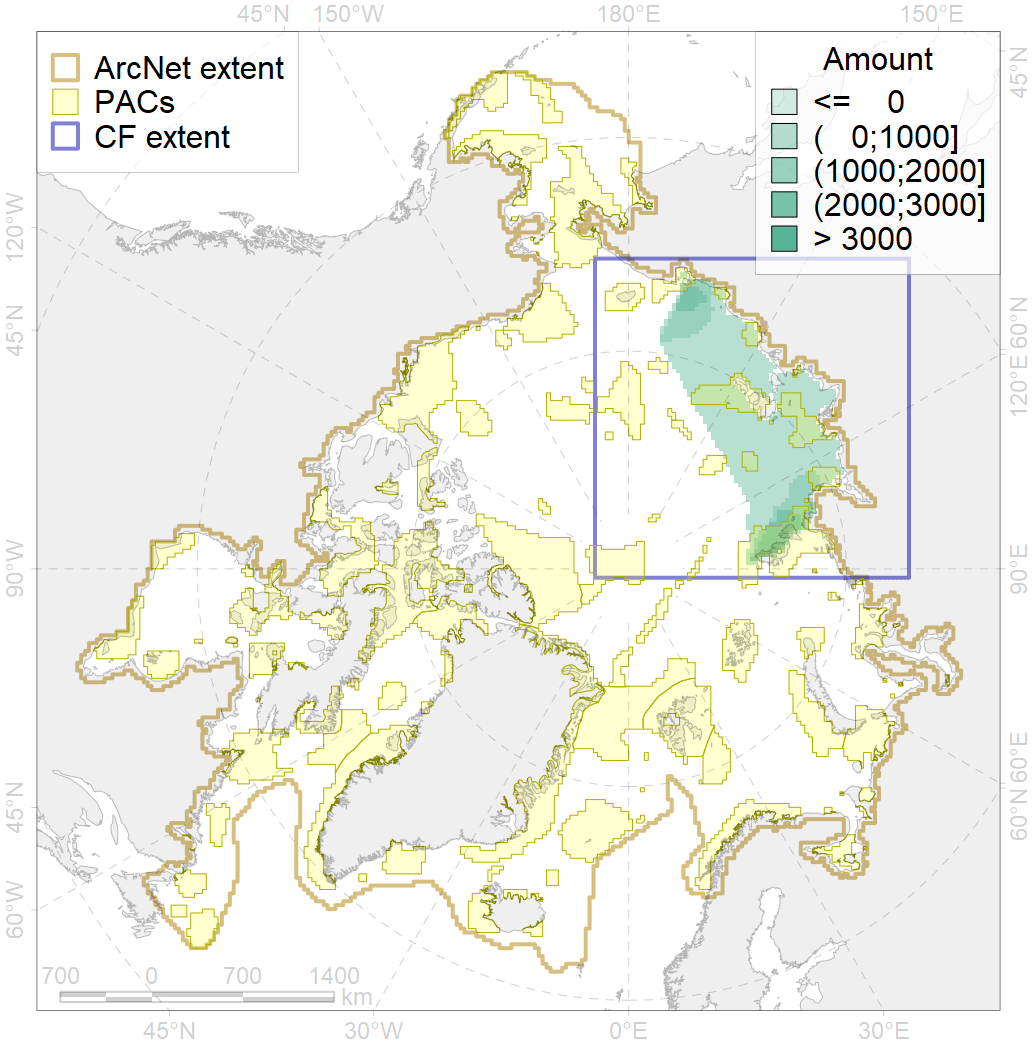 45°N 150°W 180°E 150°E
ArcNet extent
PACs
CF extent
Amount
<= 0
( 0;1000]
(1000;2000]
(2000;3000]
> 3000
45°N
120°W
60°N
45°N
120°E
90°W
90°E
45°N
60°N
60°W
700 0 700 1400
km
45°N 30°W 0°E 30°E